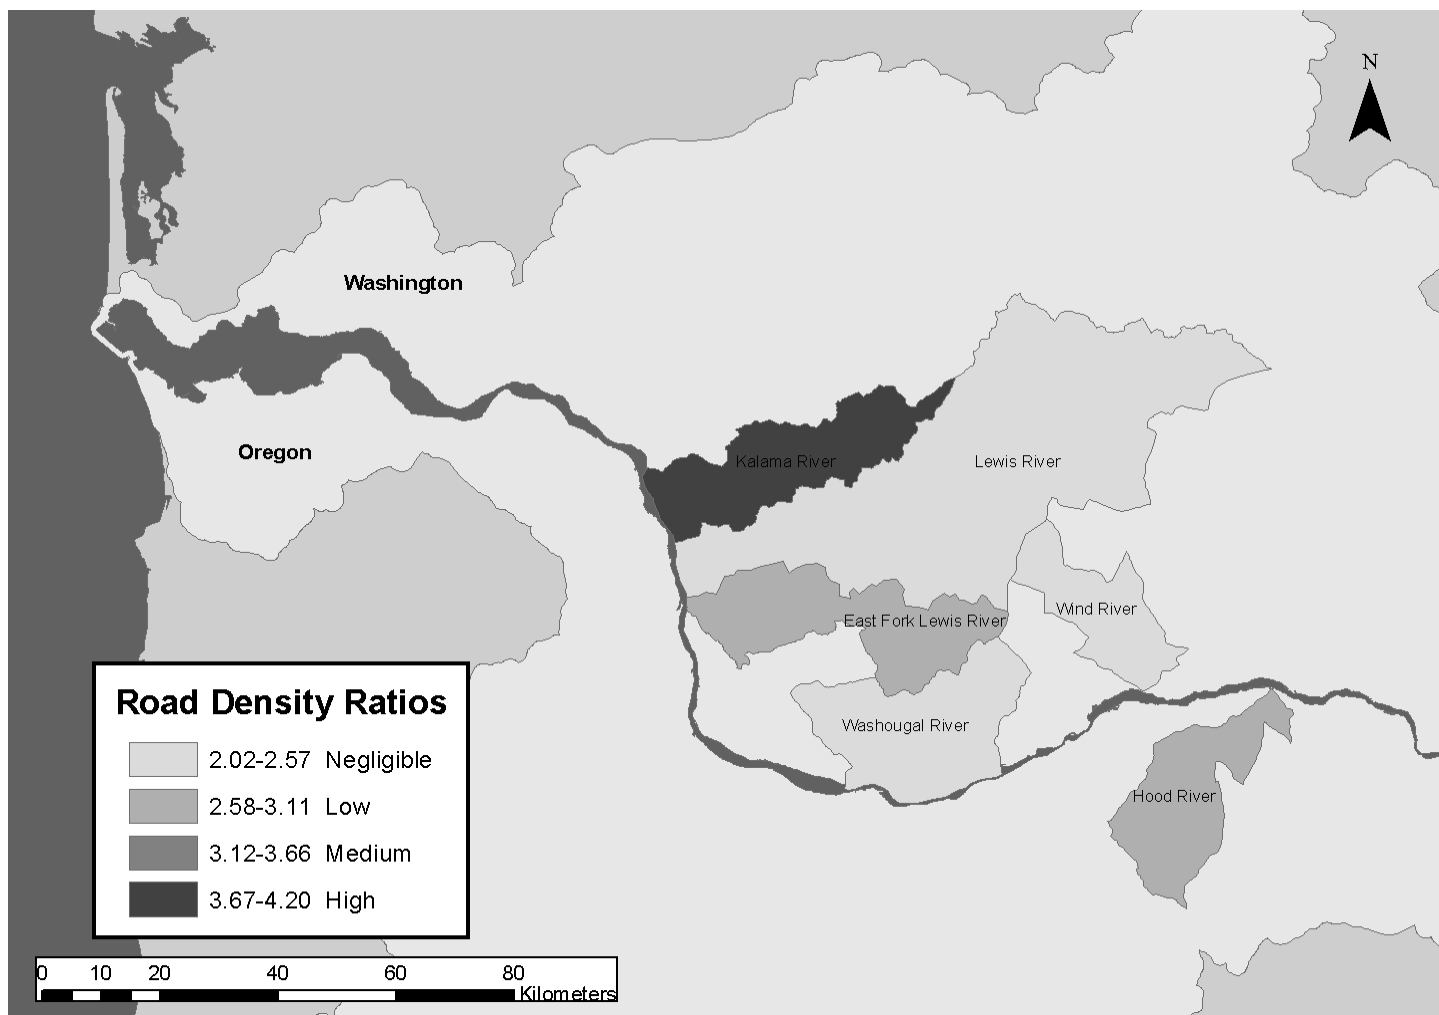 N
Washington
Oregon
Kalama River
Lewis River
Wind River
East Fork Lewis River
Washougal River
Hood River
Road Density Ratios
2.02-2.57 Negligible
2.58-3.11 Low
3.12-3.66 Medium
3.67-4.20 High
0 10 20 40 60 80
Kilometers